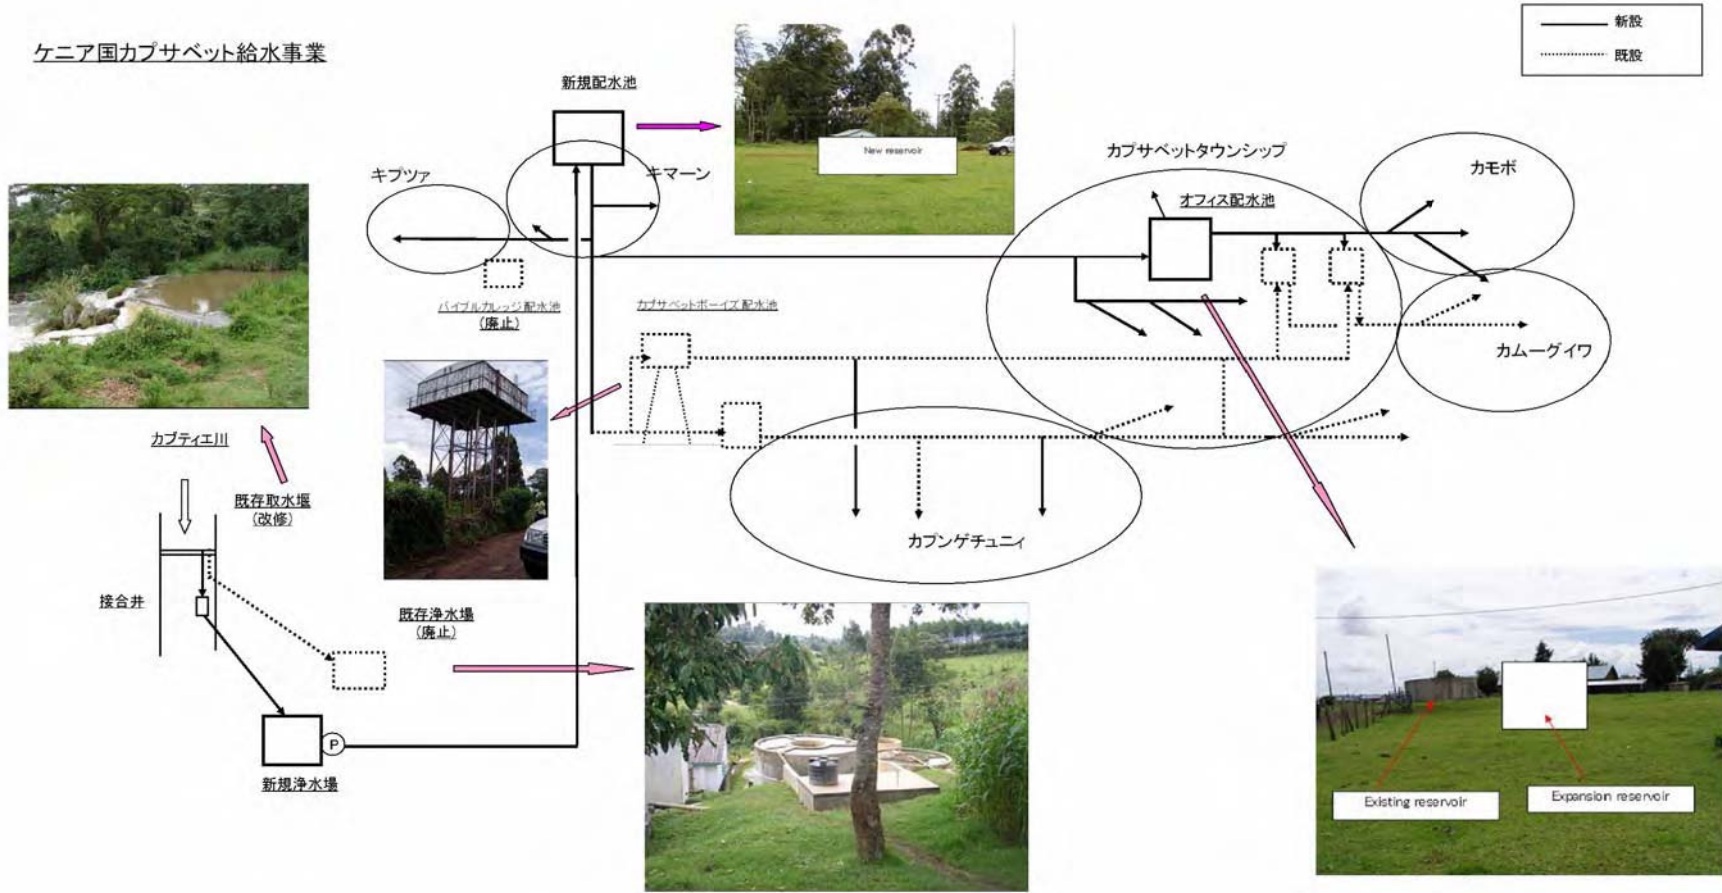 ケニア国カプサベット給水事業
新設
既設
新規配水池
New reservoir
キプツァ
キマーン
カプサベットタウンシップ
オフィス配水池
カモボ
バイブルカレッジ配水池
(廃止)
カプサベットボーイズ配水池
カムーグイワ
カプンゲチュニィ
カプティエ川
既存取水堰
(改修)
接合井
既存浄水場
(廃止)
P
新規浄水場
Existing reservoir
Expansion reservoir